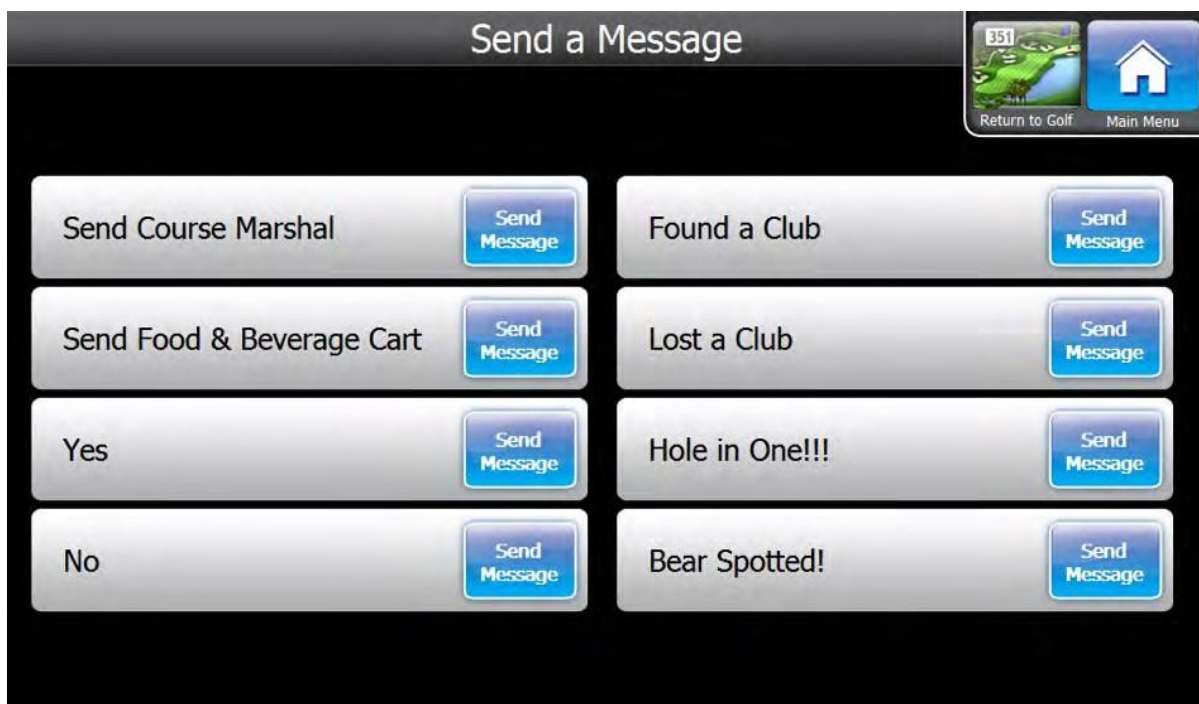 Send a Message
351
Return to Golf
Main Menu
Send Course Marshal
Send
Message
Found a Club
Send
Message
Send Food & Beverage Cart
Send
Message
Lost a Club
Send
Message
Yes
Send
Message
Hole in One!!!
Send
Message
No
Send
Message
Bear Spotted!
Send
Message